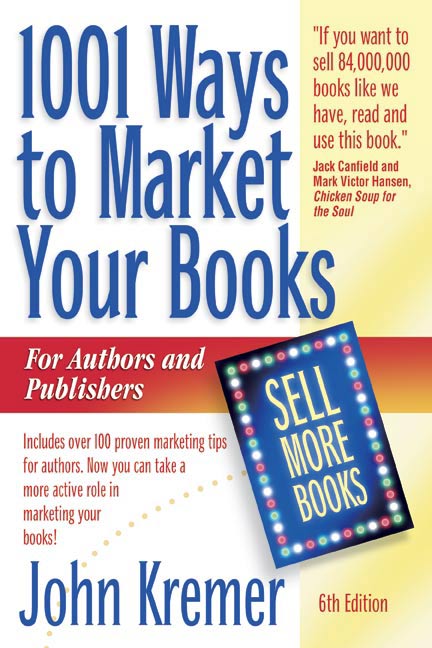 1001 Ways
to Market
Your Books
"If you want to
sell 84,000,000
books like we
have, read and
use this book."
Jack Canfield and
Mark Victor Hansen,
Chicken Soup for
the Soul
For Authors and
Publishers
SELL
MORE
BOOKS
Includes over 100 proven marketing tips
for authors. Now you can take a
more active role in
marketing your
books!
John Kremer
6th Edition